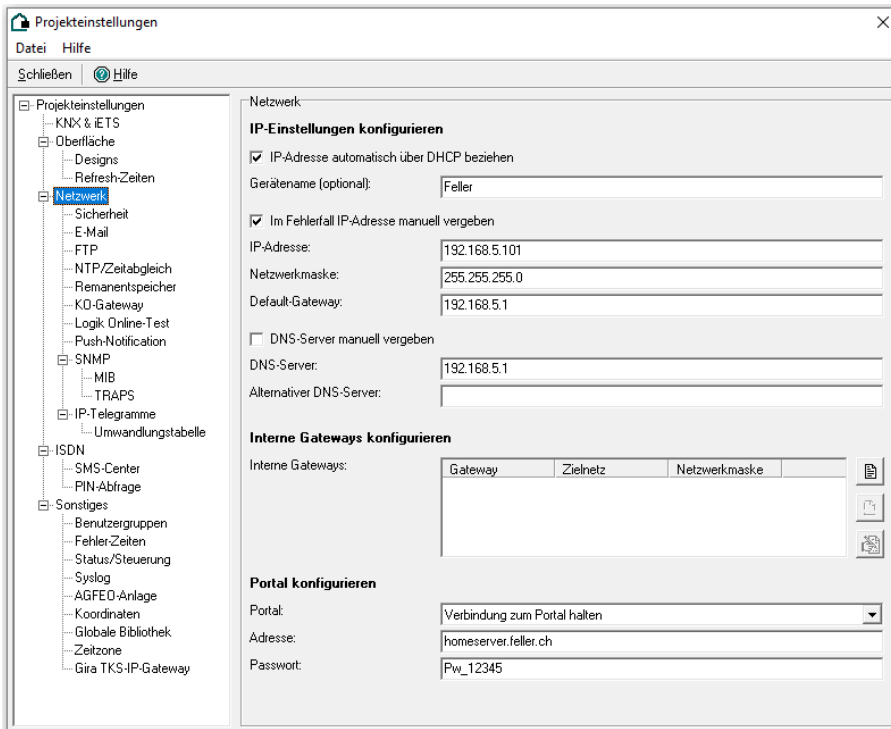 Projekteinstellungen
Datei Hilfe
Schließen Hilfe
Projekteinstellungen
KNX & iETS
Oberfläche
Designs
Refresh-Zeiten
Netzwerk
Sicherheit
E-Mail
FTP
NTP/Zeitabgleich
Remanentspeicher
KO-Gateway
Logik Online-Test
Push-Notification
SNMP
MIB
TRAPS
IP-Telegramme
Umwandlungstabelle
ISDN
SMS-Center
PIN-Abfrage
Sonstiges
Benutzergruppen
Fehler-Zeiten
Status/Steuerung
Syslog
AGFEO-Anlage
Koordinaten
Globale Bibliothek
Zeitzone
Gira TKS-IP-Gateway
Netzwerk
IP-Einstellungen konfigurieren
IP-Adresse automatisch über DHCP beziehen
Gerätename (optional): Feller
Im Fehlerfall IP-Adresse manuell vergeben
IP-Adresse: 192.168.5.101
Netzwerkmaske: 255.255.255.0
Default-Gateway: 192.168.5.1
DNS-Server manuell vergeben
DNS-Server: 192.168.5.1
Alternativer DNS-Server:
Interne Gateways konfigurieren
Interne Gateways: Gateway Zielnetz Netzwerkmaske
Portal konfigurieren
Portal: Verbindung zum Portal halten
Adresse: homeserver.feller.ch
Passwort: Pw_12345